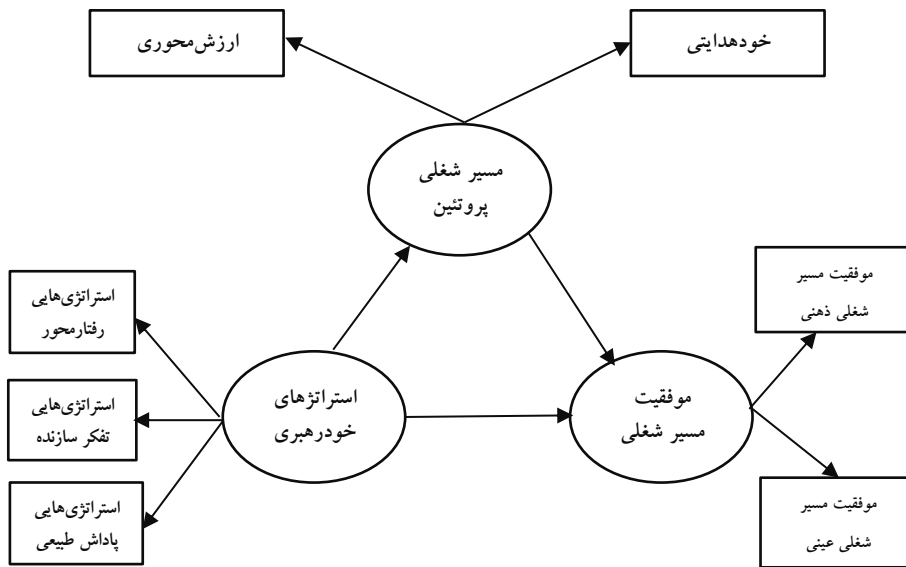 خودهدایتی
ارزش‌محوری
مسیر شغلی
پروتئین
موفقیت مسیر
شغلی ذهنی
استراتژی‌هایی
رفتارمحور
استراتژی‌هایی
تفکر سازنده
استراتژهای
خودرهبری
موفقیت
مسیر شغلی
استراتژی‌هایی
پاداش طبیعی
موفقیت مسیر
شغلی عینی